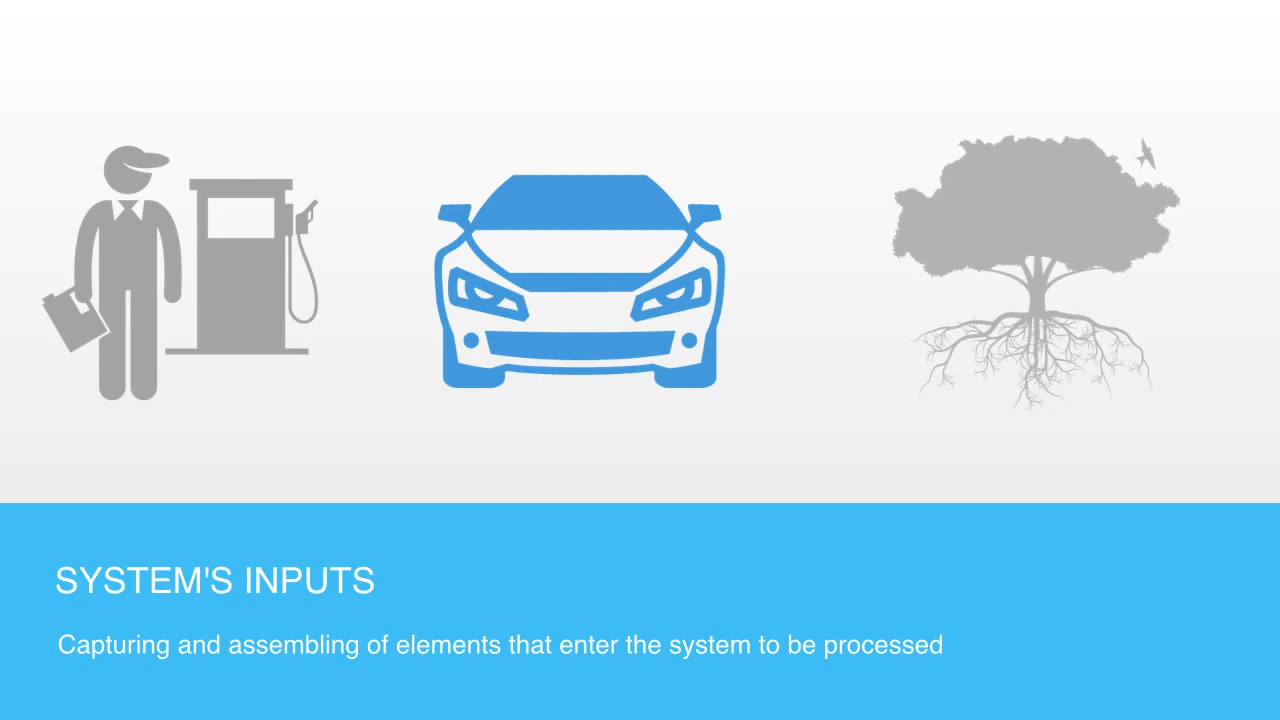 SYSTEM'S INPUTS
Capturing and assembling of elements that enter the system to be processed